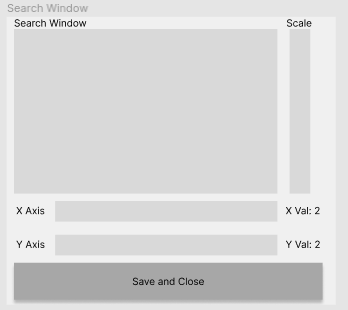 Search Window
Search Window Scale
X Axis X Val: 2
Y Axis Y Val: 2
Save and Close